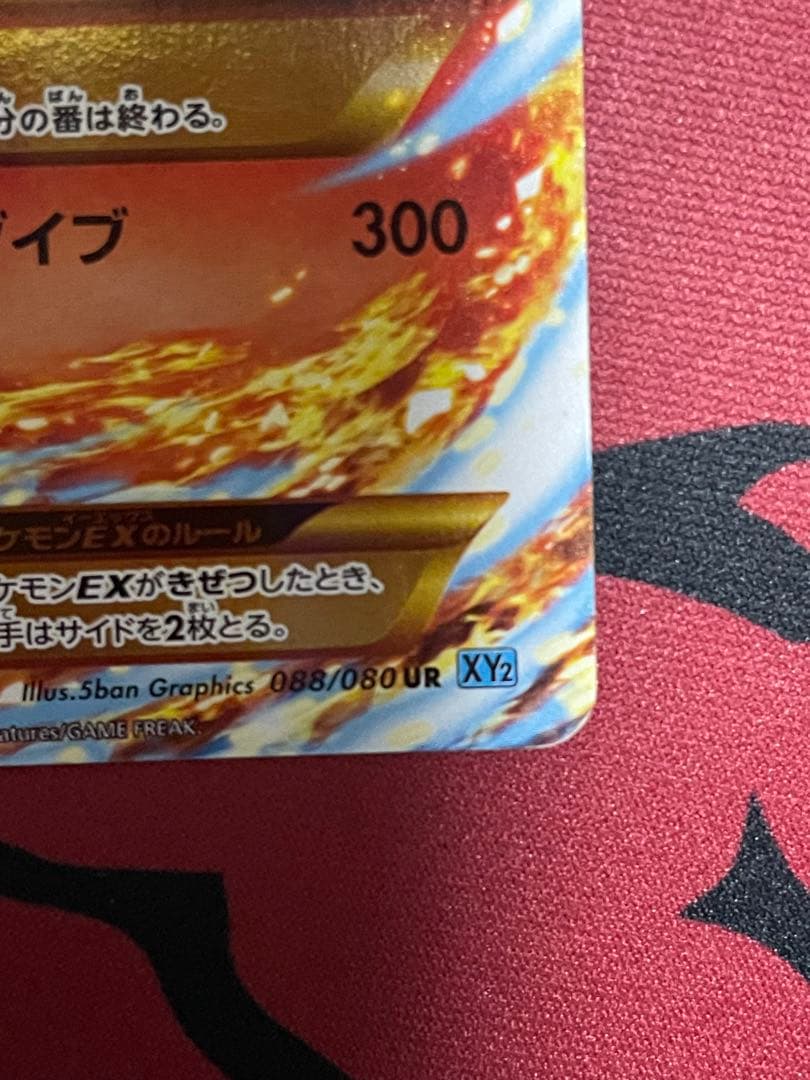 分の番は終わる。
ダイブ 300
ケモンEXのルール
ケモンEXがきぜつしたとき、
手はサイドを2枚とる。
Illus.5ban Graphics 088/080 UR XY2
atures/GAME FREAK.